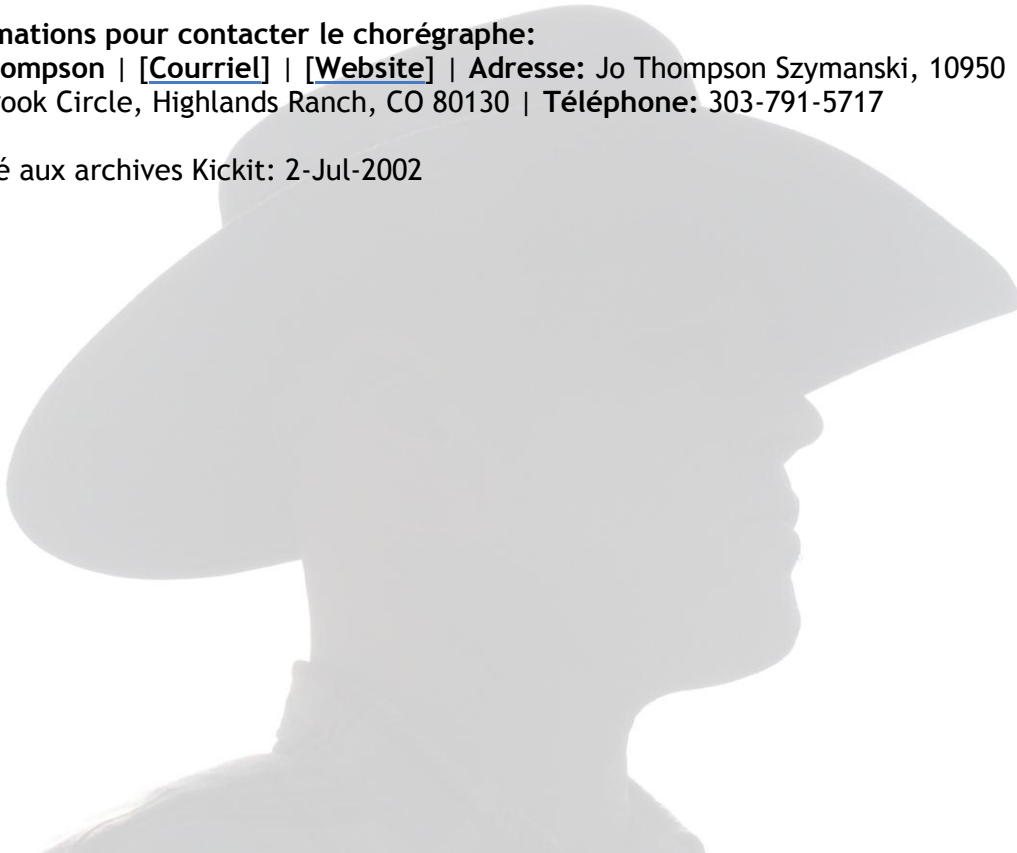 mations pour contacter le chorégraphe:
ompson | [Courriel] | [Website] | Adresse: Jo Thompson Szymanski, 10950
ook Circle, Highlands Ranch, CO 80130 | Téléphone: 303-791-5717
é aux archives Kickit: 2-Jul-2002